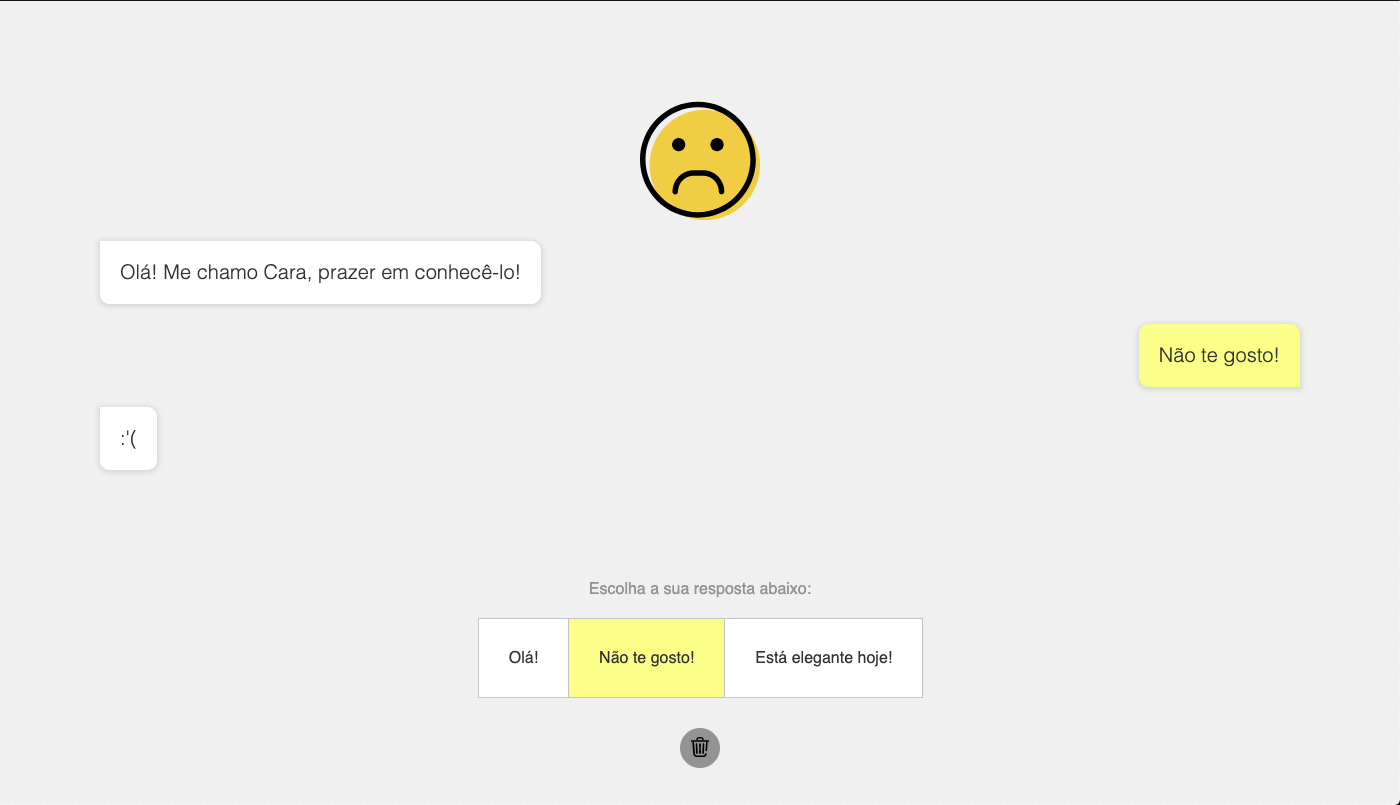 Olá! Me chamo Cara, prazer em conhecê-lo!
Não te gosto!
:'(
Escolha a sua resposta abaixo:
Olá!
Não te gosto!
Está elegante hoje!